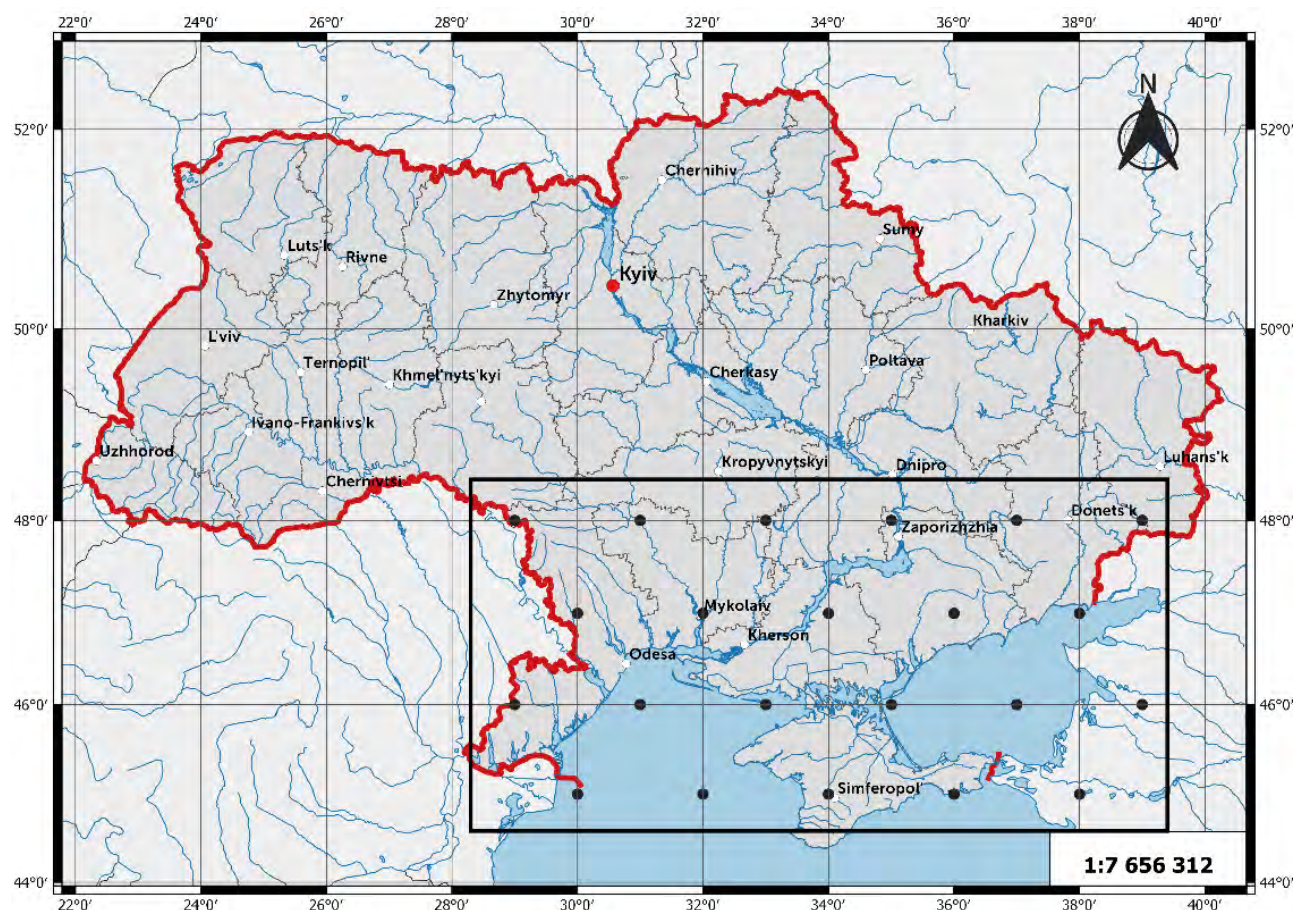 22°0' 24°0' 26°0' 28°0' 30°0' 32°0' 34°0' 36°0' 38°0' 40°0'
N
52°0' 52°0'
Chernihiv
Sumy
Luts'k
Rivne
Kyiv
Zhytomyr
50°0' 50°0'
Kharkiv
L'viv
Ternopil'
Poltava
Khmel'nyts'kyi
Cherkasy
Ivano-Frankivs'k
Uzhhorod
Kropyvnytskyi
Dnipro
Luhans'k
Chernivtsi
48°0' 48°0'
Donets'k
Zaporizhzhia
Mykolaiv
Kherson
Odesa
46°0' 46°0'
Simferopol'
1:7 656 312
44°0' 44°0'
22°0' 24°0' 26°0' 28°0' 30°0' 32°0' 34°0' 36°0' 38°0' 40°0'